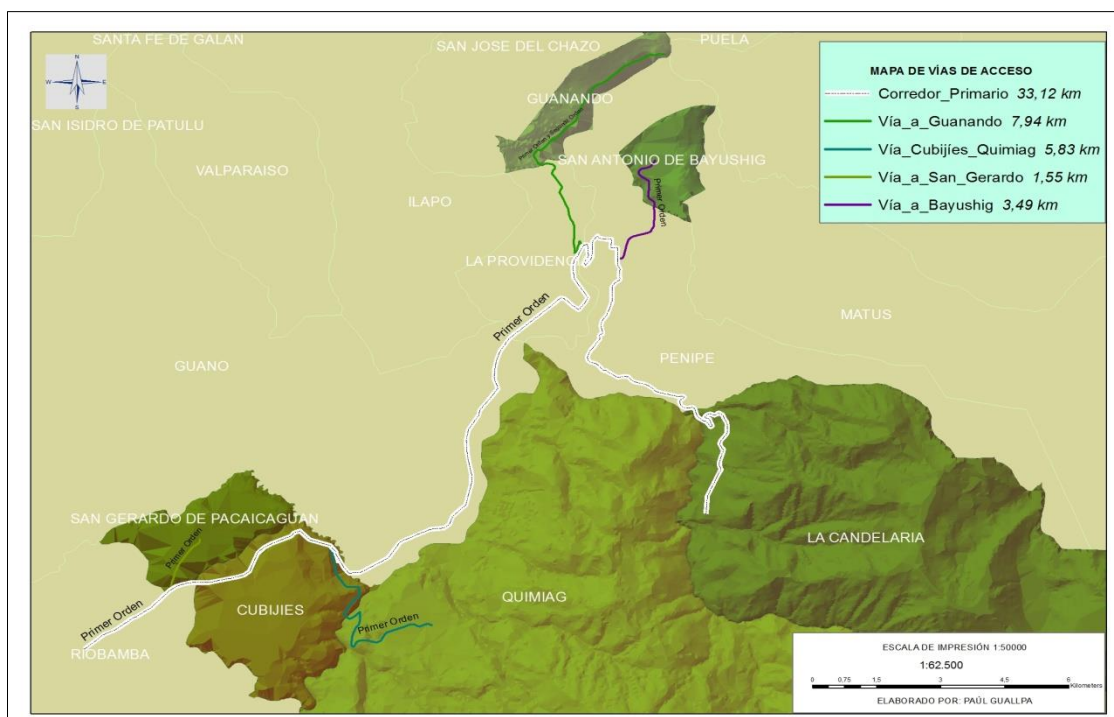 SANTA FE DE GALAN
SAN JOSE DEL CHAZO
PUELA
N
W E
S
GUANANDO
SAN ISIDRO DE PATULU
Primer Orden y Segundo Orden
SAN ANTONIO DE BAYUSHIG
VALPARAISO
Primer Orden
ILAPO
LA PROVIDENCIA
MATUS
Primer Orden
PENIPE
GUANO
SAN GERARDO DE PACAICAGUAN
Primer Orden
LA CANDELARIA
QUIMIAG
CUBIJIES
Primer Orden
Primer Orden
RIOBAMBA
MAPA DE VÍAS DE ACCESO
Corredor_Primario 33,12 km
Vía_a_Guanando 7,94 km
Vía_Cubijíes_Quimiag 5,83 km
Vía_a_San_Gerardo 1,55 km
Vía_a_Bayushig 3,49 km
ESCALA DE IMPRESIÓN 1:50000
1:62.500
0 0,75 1,5 3 4,5 6
Kilometers
ELABORADO POR: PAÚL GUALLPA